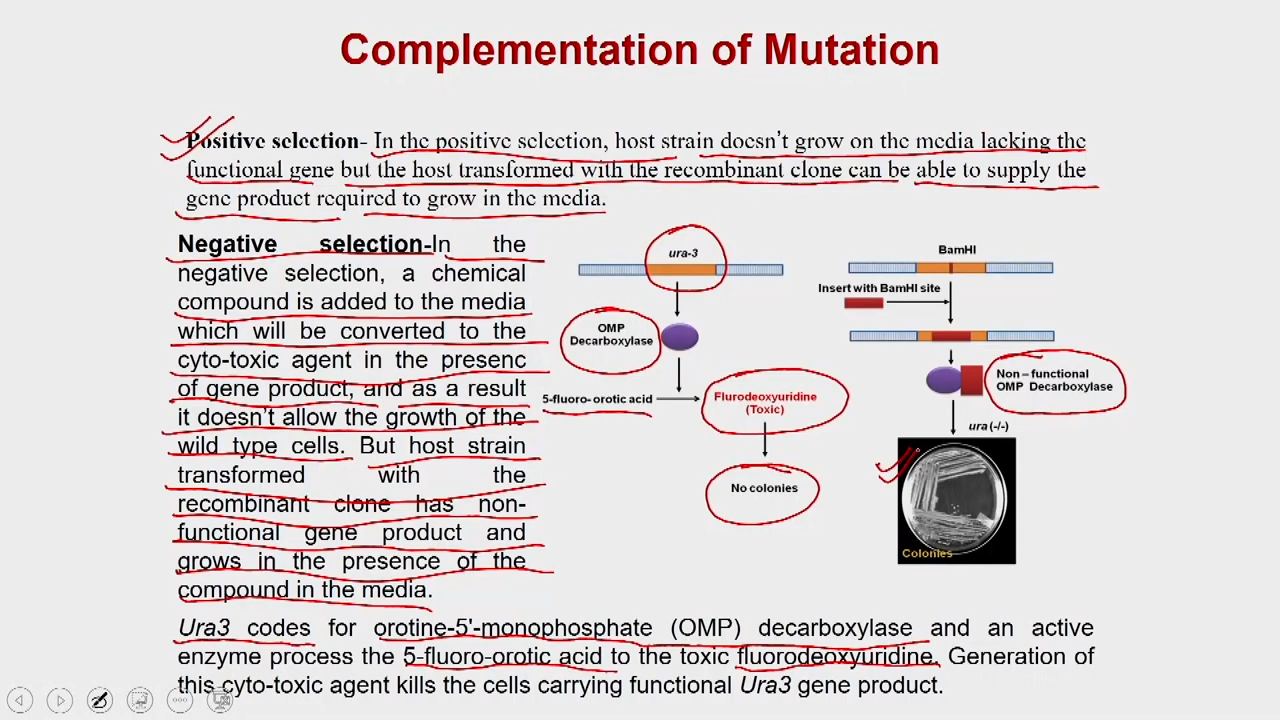 Complementation of Mutation
Positive selection- In the positive selection, host strain doesn't grow on the media lacking the
functional gene but the host transformed with the recombinant clone can be able to supply the
gene product required to grow in the media.
Negative selection-In the
negative selection, a chemical
compound is added to the media
which will be converted to the
cyto-toxic agent in the presenc
of gene product, and as a result
it doesn't allow the growth of the
wild type cells. But host strain
transformed with the
recombinant clone has non-
functional gene product and
grows in the presence of the
compound in the media.
ura-3
OMP
Decarboxylase
5-fluoro- orotic acid
Flurodeoxyuridine
(Toxic)
No colonies
BamHI
Insert with BamHI site
Non – functional
OMP Decarboxylase
ura (-/-)
Colonies
Ura3 codes for orotine-5'-monophosphate (OMP) decarboxylase and an active
enzyme process the 5-fluoro-orotic acid to the toxic fluorodeoxyuridine. Generation of
this cyto-toxic agent kills the cells carrying functional Ura3 gene product.